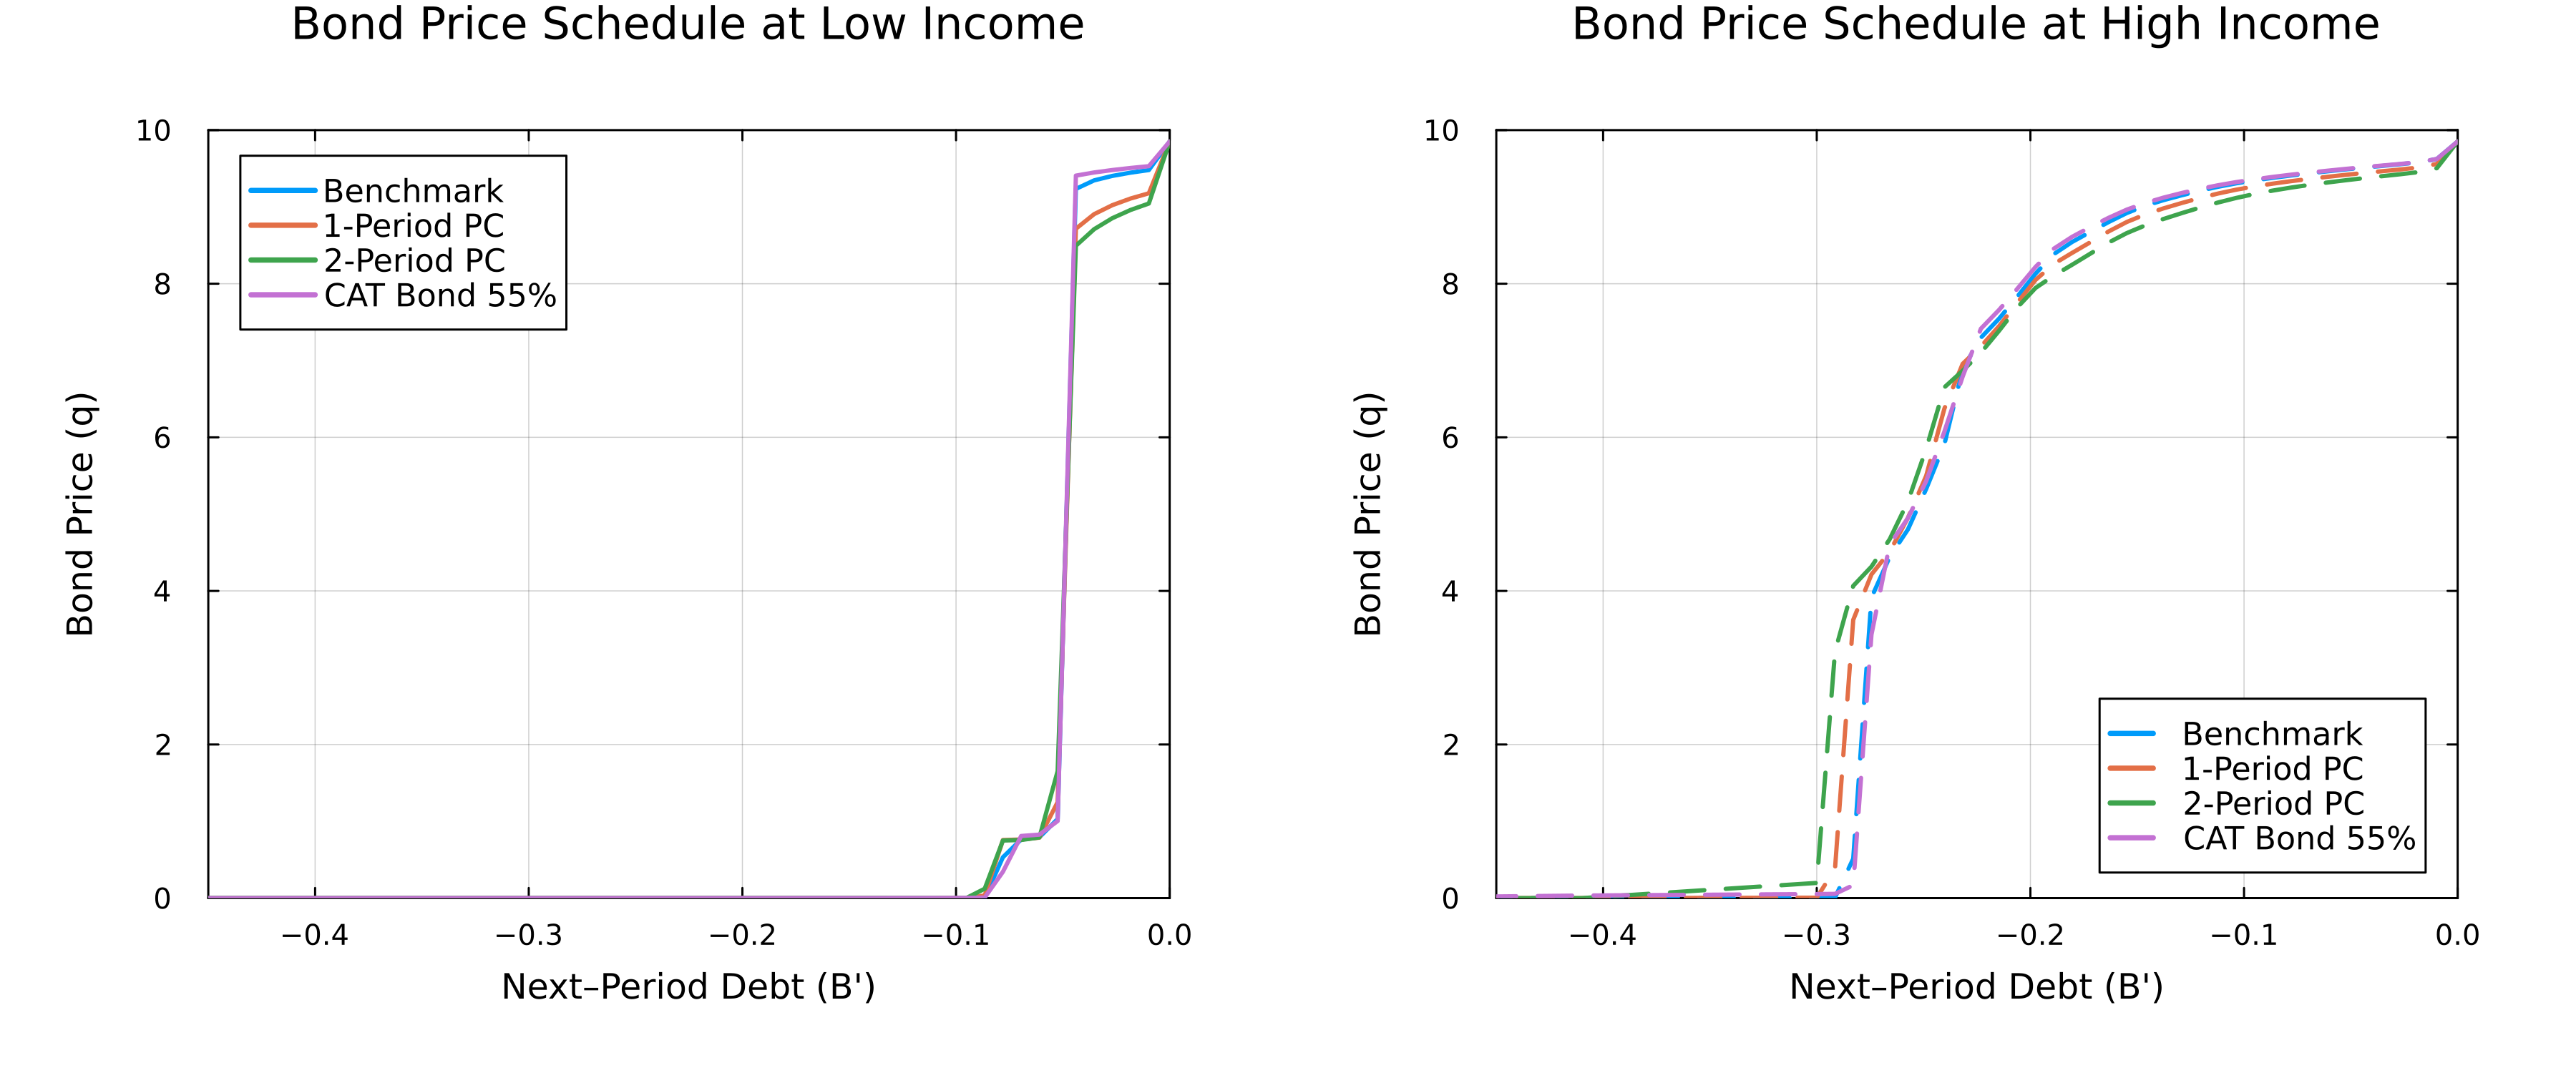 Bond Price Schedule at Low Income
10
8
6
4
2
0
Bond Price (q)
Benchmark
1-Period PC
2-Period PC
CAT Bond 55%
−0.4
−0.3
−0.2
−0.1
0.0
Next–Period Debt (B')
Bond Price Schedule at High Income
10
8
6
4
2
0
Bond Price (q)
Benchmark
1-Period PC
2-Period PC
CAT Bond 55%
−0.4
−0.3
−0.2
−0.1
0.0
Next–Period Debt (B')